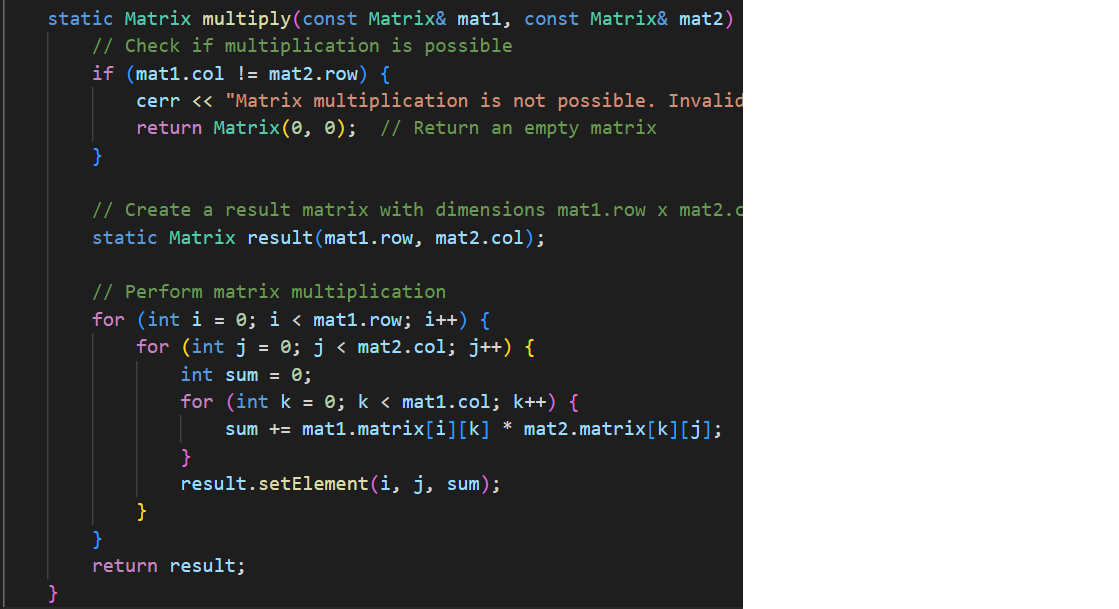 static Matrix multiply(const Matrix& mat1, const Matrix& mat2)
// Check if multiplication is possible
if (mat1.col != mat2.row) {
cerr << "Matrix multiplication is not possible. Invalid
return Matrix(0, 0);  // Return an empty matrix
}
// Create a result matrix with dimensions mat1.row x mat2.c
static Matrix result(mat1.row, mat2.col);
// Perform matrix multiplication
for (int i = 0; i < mat1.row; i++) {
for (int j = 0; j < mat2.col; j++) {
int sum = 0;
for (int k = 0; k < mat1.col; k++) {
sum += mat1.matrix[i][k] * mat2.matrix[k][j];
}
result.setElement(i, j, sum);
}
}
return result;
}